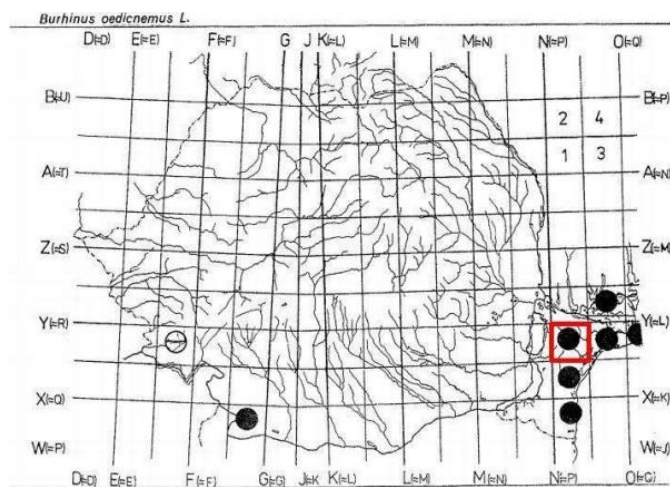 Burhinus oedicnemus L.
D(=D) E(=E) F(=F) G J K(=L) L(=M) M(=N) N(=P) O(=Q)
B(=U) B(=P)
2 4
1 3
A(=T) A(=N)
Z(=S) Z(=M)
Y(=R) Y(=L)
X(=Q) X(=K)
W(=P) W(=J)
D(=D) E(=E) F(=F) G(=G) J(=K K(=L) L(=M) M(=N) N(=P) O(=Q)